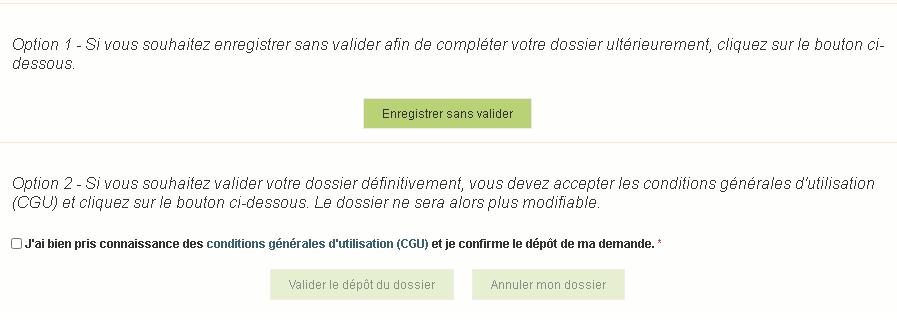 Option 1 - Si vous souhaitez enregistrer sans valider afin de compléter votre dossier ultérieurement, cliquez sur le bouton ci-
dessous.
Enregistrer sans valider
Option 2 - Si vous souhaitez valider votre dossier définitivement, vous devez accepter les conditions générales d'utilisation
(CGU) et cliquez sur le bouton ci-dessous. Le dossier ne sera alors plus modifiable.
J'ai bien pris connaissance des conditions générales d'utilisation (CGU) et je confirme le dépôt de ma demande. *
Valider le dépôt du dossier Annuler mon dossier